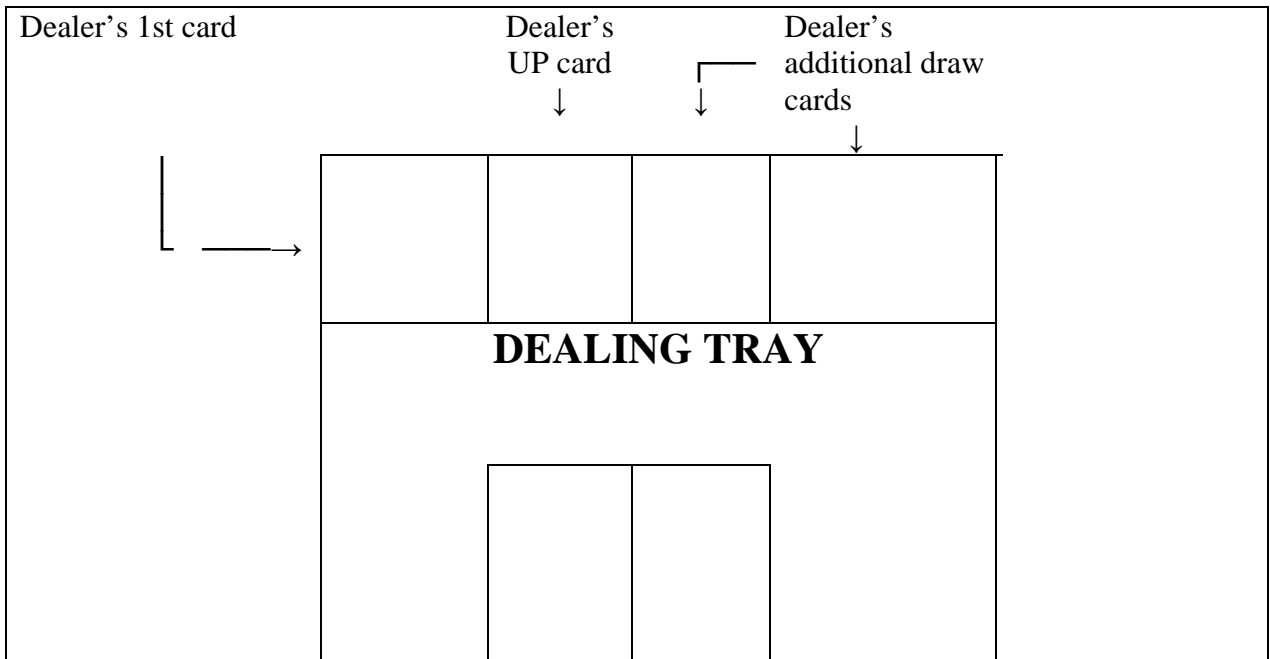 Dealer’s 1st card
Dealer’s
UP card
↓
↓
Dealer’s
additional draw
cards
↓
→
DEALING TRAY